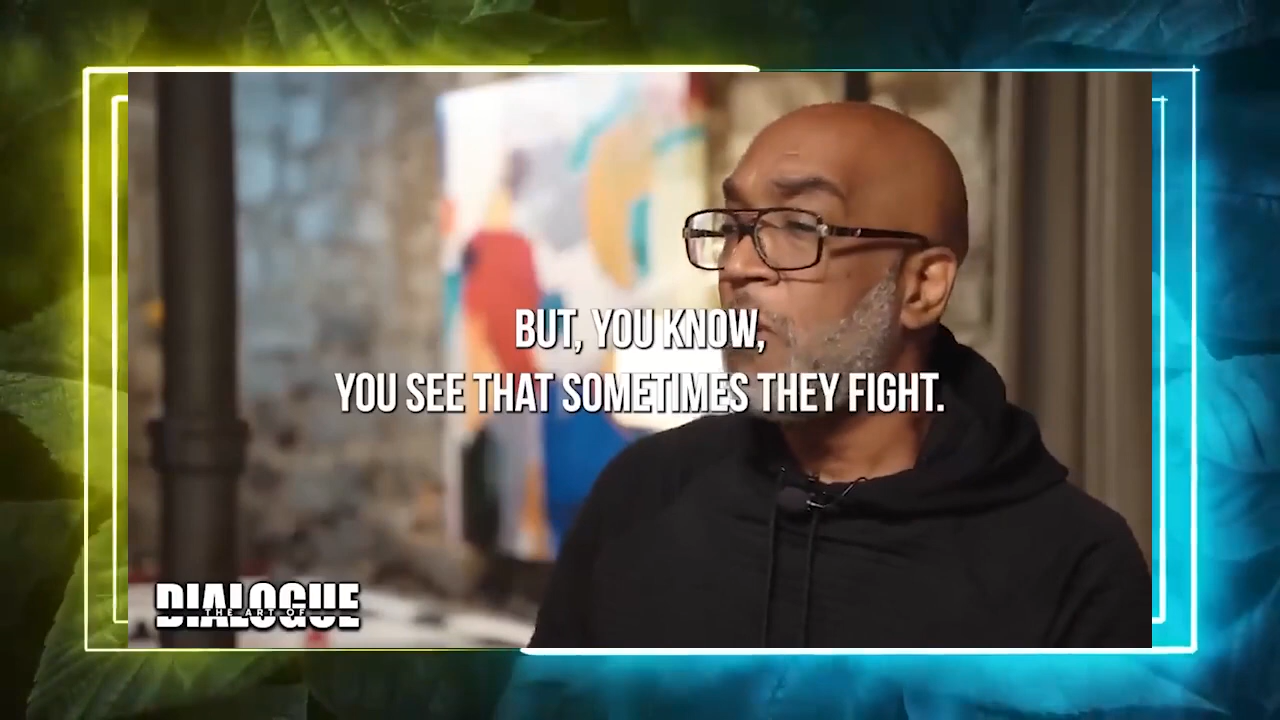 BUT, YOU KNOW,
YOU SEE THAT SOMETIMES THEY FIGHT.
DIALOGUE
THE ART OF